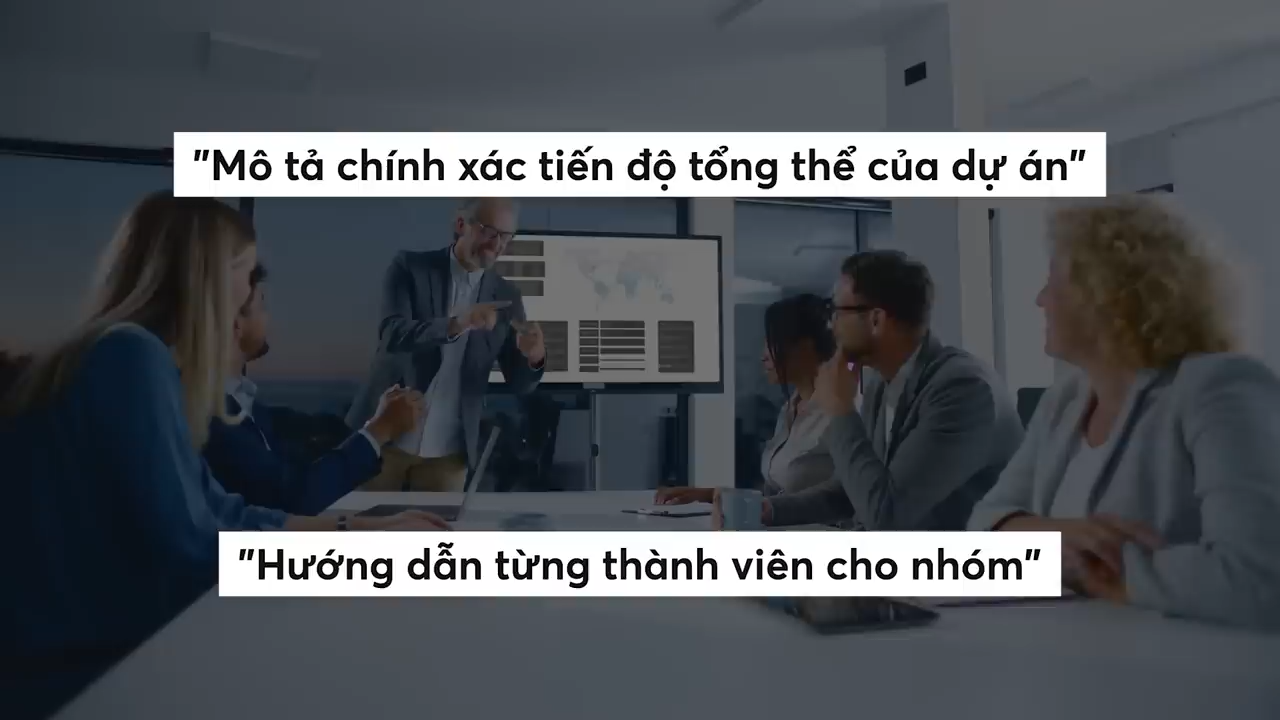 "Mô tả chính xác tiến độ tổng thể của dự án"
"Hướng dẫn từng thành viên cho nhóm"